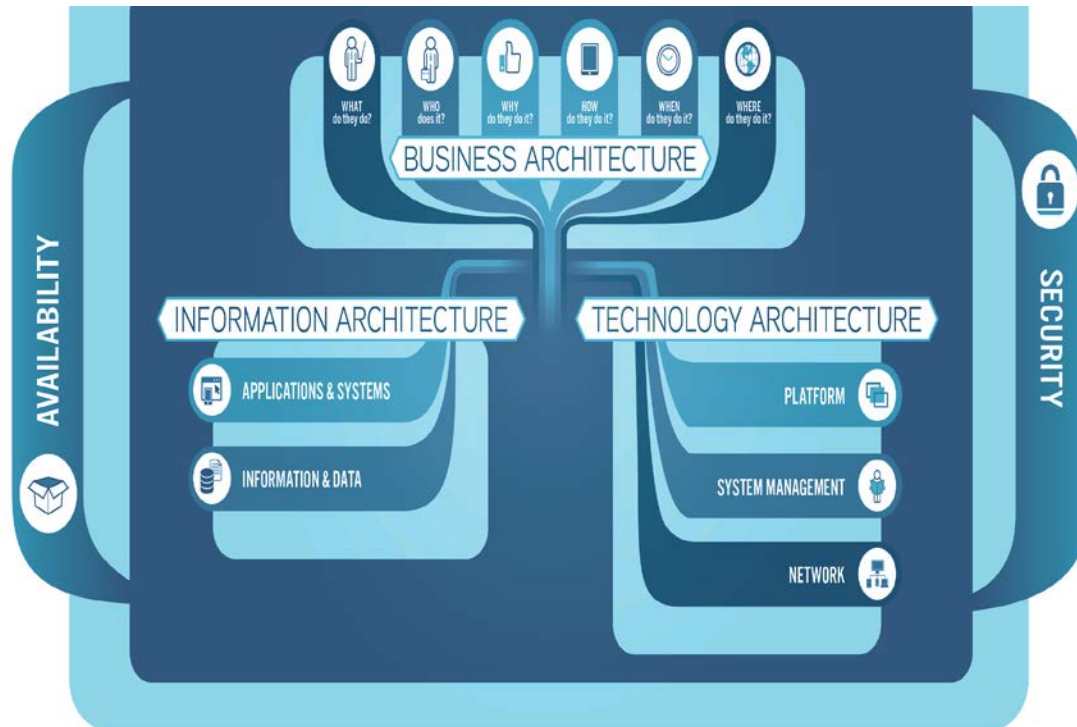 WHAT
do they do?
WHO
does it?
WHY
do they do it?
HOW
do they do it?
WHEN
do they do it?
WHERE
do they do it?
BUSINESS ARCHITECTURE
AVAILABILITY
SECURITY
INFORMATION ARCHITECTURE
APPLICATIONS & SYSTEMS
INFORMATION & DATA
TECHNOLOGY ARCHITECTURE
PLATFORM
SYSTEM MANAGEMENT
NETWORK